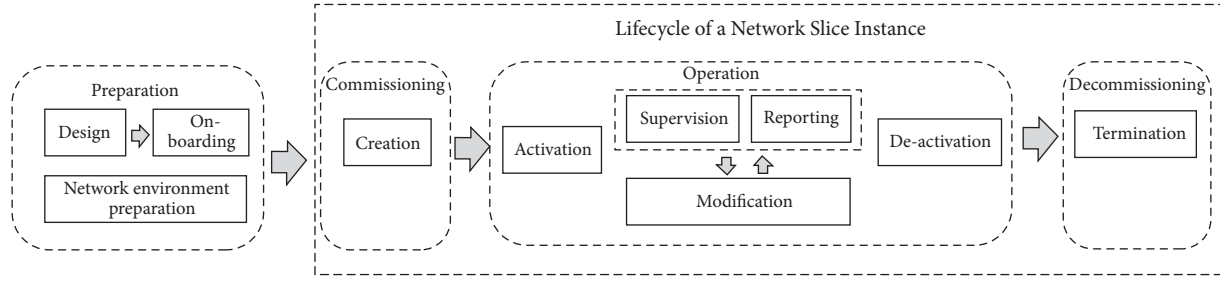 Lifecycle of a Network Slice Instance
Preparation
Design
On-
boarding
Network environment
preparation
Commissioning
Creation
Operation
Activation
Supervision
Reporting
Modification
De-activation
Decommissioning
Termination